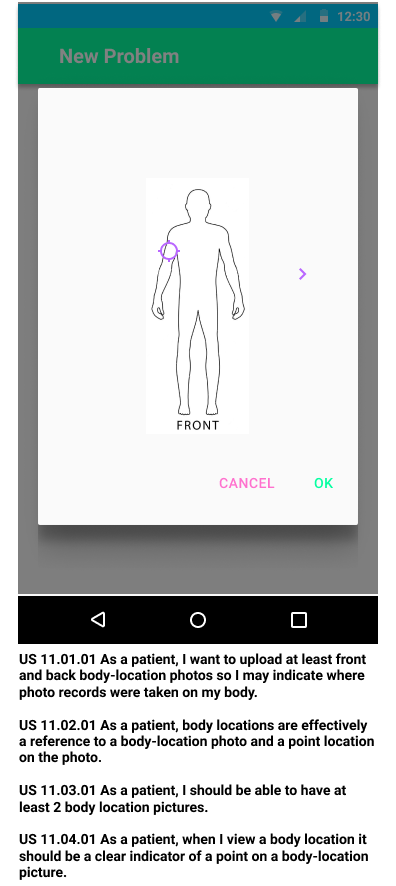 12:30
New Problem
FRONT
CANCEL OK
US 11.01.01 As a patient, I want to upload at least front
and back body-location photos so I may indicate where
photo records were taken on my body.
US 11.02.01 As a patient, body locations are effectively
a reference to a body-location photo and a point location
on the photo.
US 11.03.01 As a patient, I should be able to have at
least 2 body location pictures.
US 11.04.01 As a patient, when I view a body location it
should be a clear indicator of a point on a body-location
picture.